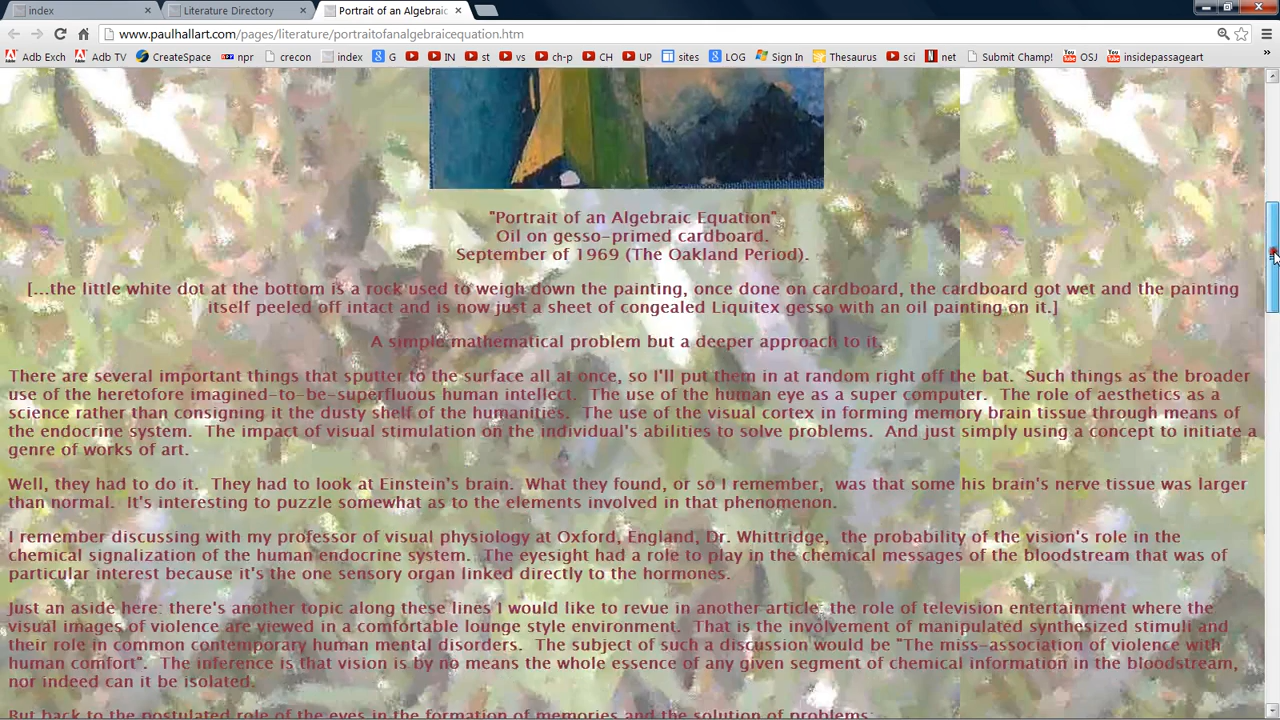 index
Literature Directory
Portrait of an Algebraic
www.paulhallart.com/pages/literature/portraitofanalgebraicequation.htm
Adb Exch Adb TV CreateSpace npr crecon index G IN st vs ch-p CH UP sites LOG Sign In Thesaurus sci net Submit Champ! OSJ insidepassageart
"Portrait of an Algebraic Equation"
Oil on gesso-primed cardboard.
September of 1969 (The Oakland Period).
[...the little white dot at the bottom is a rock used to weigh down the painting, once done on cardboard, the cardboard got wet and the painting
itself peeled off intact and is now just a sheet of congealed Liquitex gesso with an oil painting on it.]
A simple mathematical problem but a deeper approach to it.
There are several important things that sputter to the surface all at once, so I'll put them in at random right off the bat.  Such things as the broader
use of the heretofore imagined-to-be-superfluous human intellect.  The use of the human eye as a super computer.  The role of aesthetics as a
science rather than consigning it the dusty shelf of the humanities.  The use of the visual cortex in forming memory brain tissue through means of
the endocrine system.  The impact of visual stimulation on the individual's abilities to solve problems.  And just simply using a concept to initiate a
genre of works of art.
Well, they had to do it.  They had to look at Einstein's brain.  What they found, or so I remember,  was that some his brain's nerve tissue was larger
than normal.  It's interesting to puzzle somewhat as to the elements involved in that phenomenon.
I remember discussing with my professor of visual physiology at Oxford, England, Dr. Whittridge,  the probability of the vision's role in the
chemical signalization of the human endocrine system.  The eyesight had a role to play in the chemical messages of the bloodstream that was of
particular interest because it's the one sensory organ linked directly to the hormones.
Just an aside here: there's another topic along these lines I would like to revue in another article; the role of television entertainment where the
visual images of violence are viewed in a comfortable lounge style environment.  That is the involvement of manipulated synthesized stimuli and
their role in common contemporary human mental disorders.  The subject of such a discussion would be "The miss-association of violence with
human comfort".  The inference is that vision is by no means the whole essence of any given segment of chemical information in the bloodstream,
nor indeed can it be isolated.
But back to the postulated role of the eyes in the formation of memories and the solution of problems: